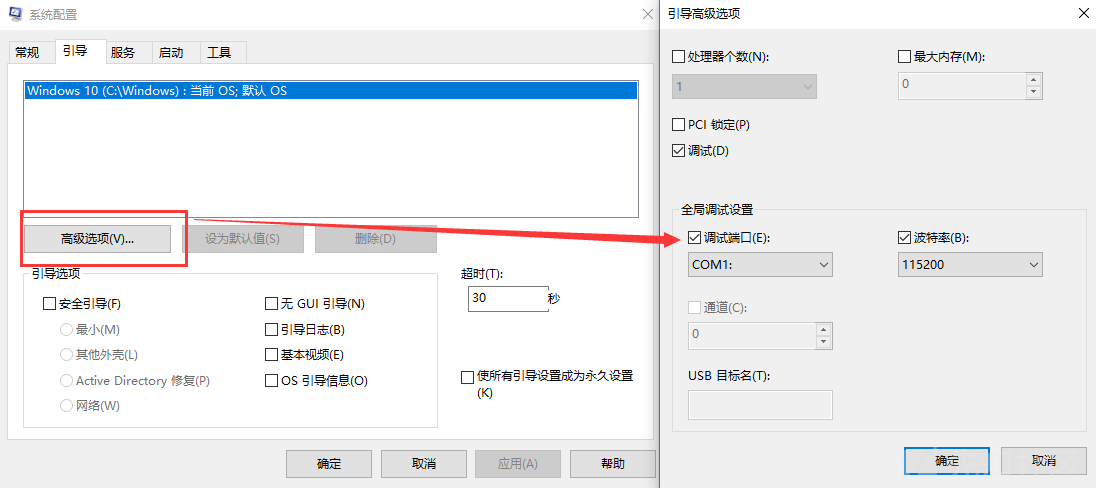 系统配置
常规 引导 服务 启动 工具
Windows 10 (C:\Windows) : 当前 OS; 默认 OS
高级选项(V)... 设为默认值(S) 删除(D)
引导选项
安全引导(F)
最小(M)
其他外壳(L)
Active Directory 修复(P)
网络(W)
无 GUI 引导(N)
引导日志(B)
基本视频(E)
OS 引导信息(O)
超时(T):
30 秒
使所有引导设置成为永久设置
(K)
确定 取消 应用(A) 帮助
引导高级选项
处理器个数(N): 最大内存(M):
1 0
PCI 锁定(P)
调试(D)
全局调试设置
调试端口(E): 波特率(B):
COM1: 115200
通道(C):
0
USB 目标名(T):
确定 取消